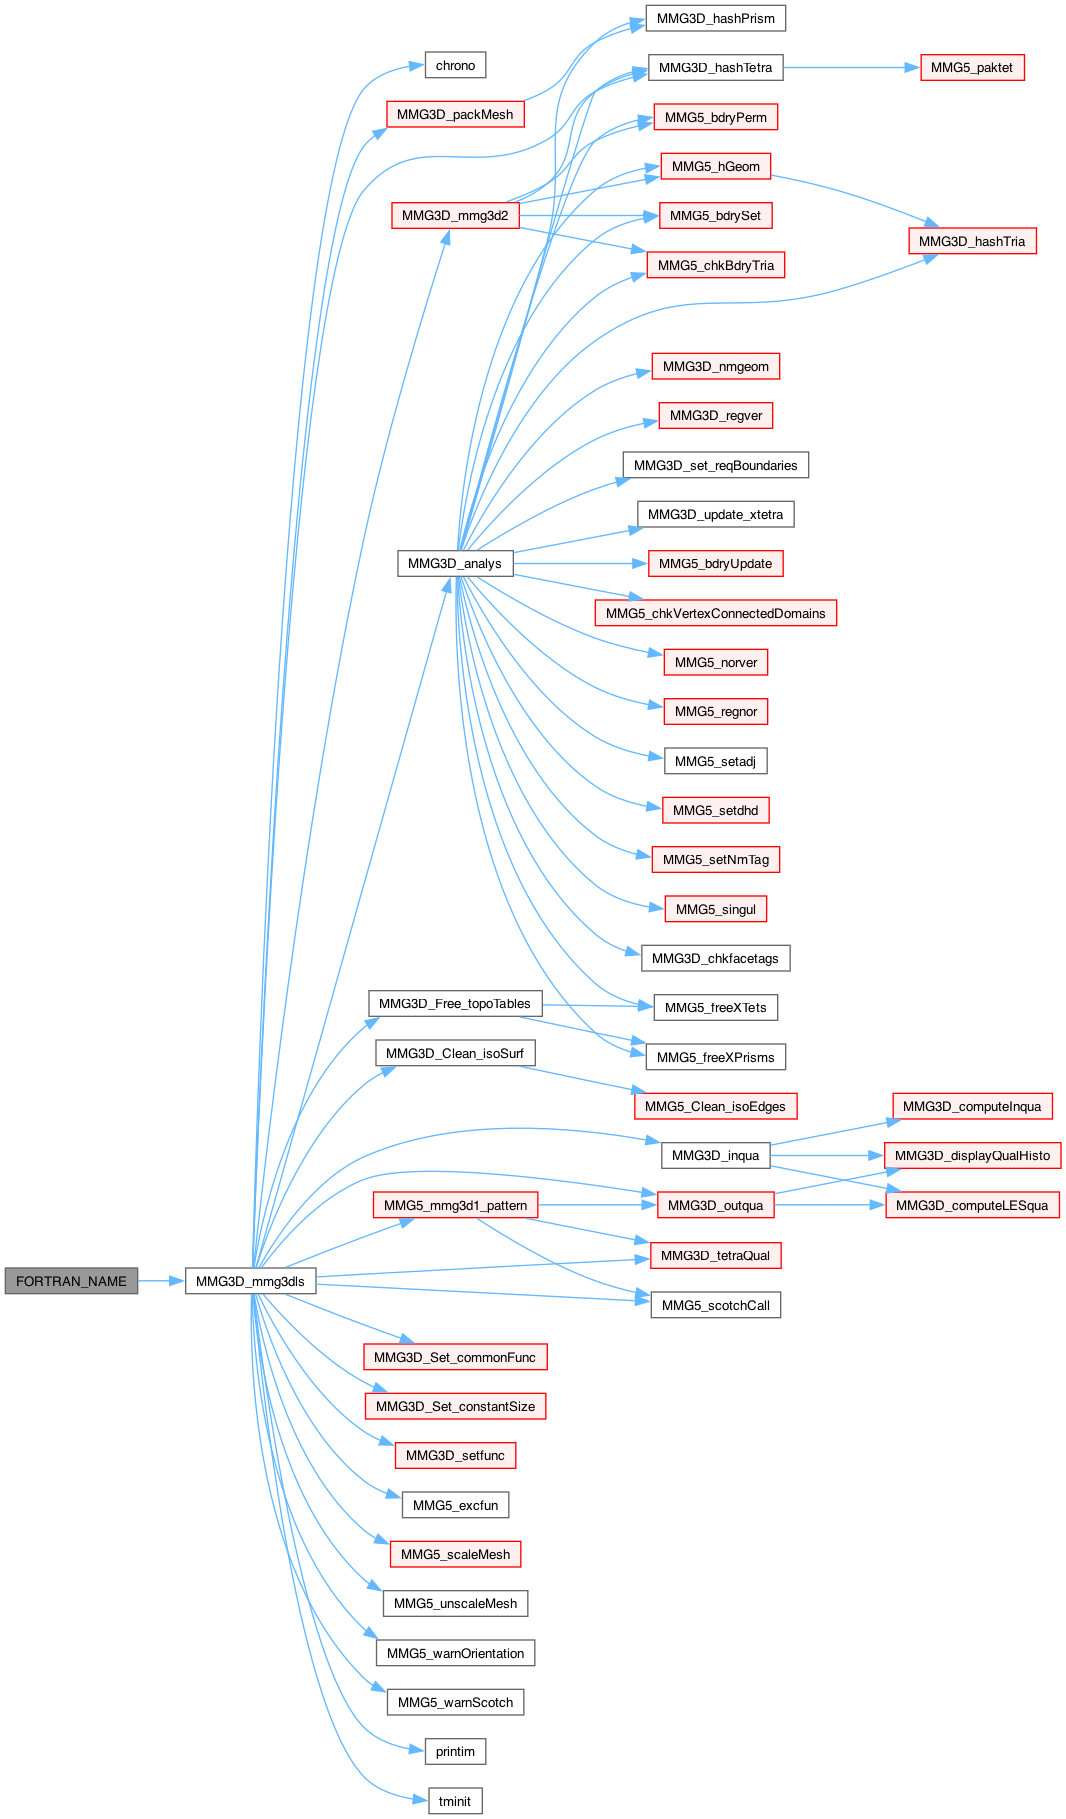 MMG3D_hashPrism
chrono
MMG3D_hashTetra
MMG5_paktet
MMG3D_packMesh
MMG5_bdryPerm
MMG5_hGeom
MMG3D_mmg3d2
MMG5_bdrySet
MMG3D_hashTria
MMG5_chkBdryTria
MMG3D_nmgeom
MMG3D_regver
MMG3D_set_reqBoundaries
MMG3D_update_xtetra
MMG3D_analys
MMG5_bdryUpdate
MMG5_chkVertexConnectedDomains
MMG5_norver
MMG5_regnor
MMG5_setadj
MMG5_setdhd
MMG5_setNmTag
MMG5_singul
MMG3D_chkfacetags
MMG3D_Free_topoTables
MMG5_freeXTets
MMG3D_Clean_isoSurf
MMG5_freeXPrisms
MMG5_Clean_isoEdges
MMG3D_computeInqua
MMG3D_inqua
MMG3D_displayQualHisto
MMG5_mmg3d1_pattern
MMG3D_outqua
MMG3D_computeLESqua
MMG3D_tetraQual
FORTRAN_NAME
MMG3D_mmg3dls
MMG5_scotchCall
MMG3D_Set_commonFunc
MMG3D_Set_constantSize
MMG3D_setfunc
MMG5_excfun
MMG5_scaleMesh
MMG5_unscaleMesh
MMG5_warnOrientation
MMG5_warnScotch
printim
tminit